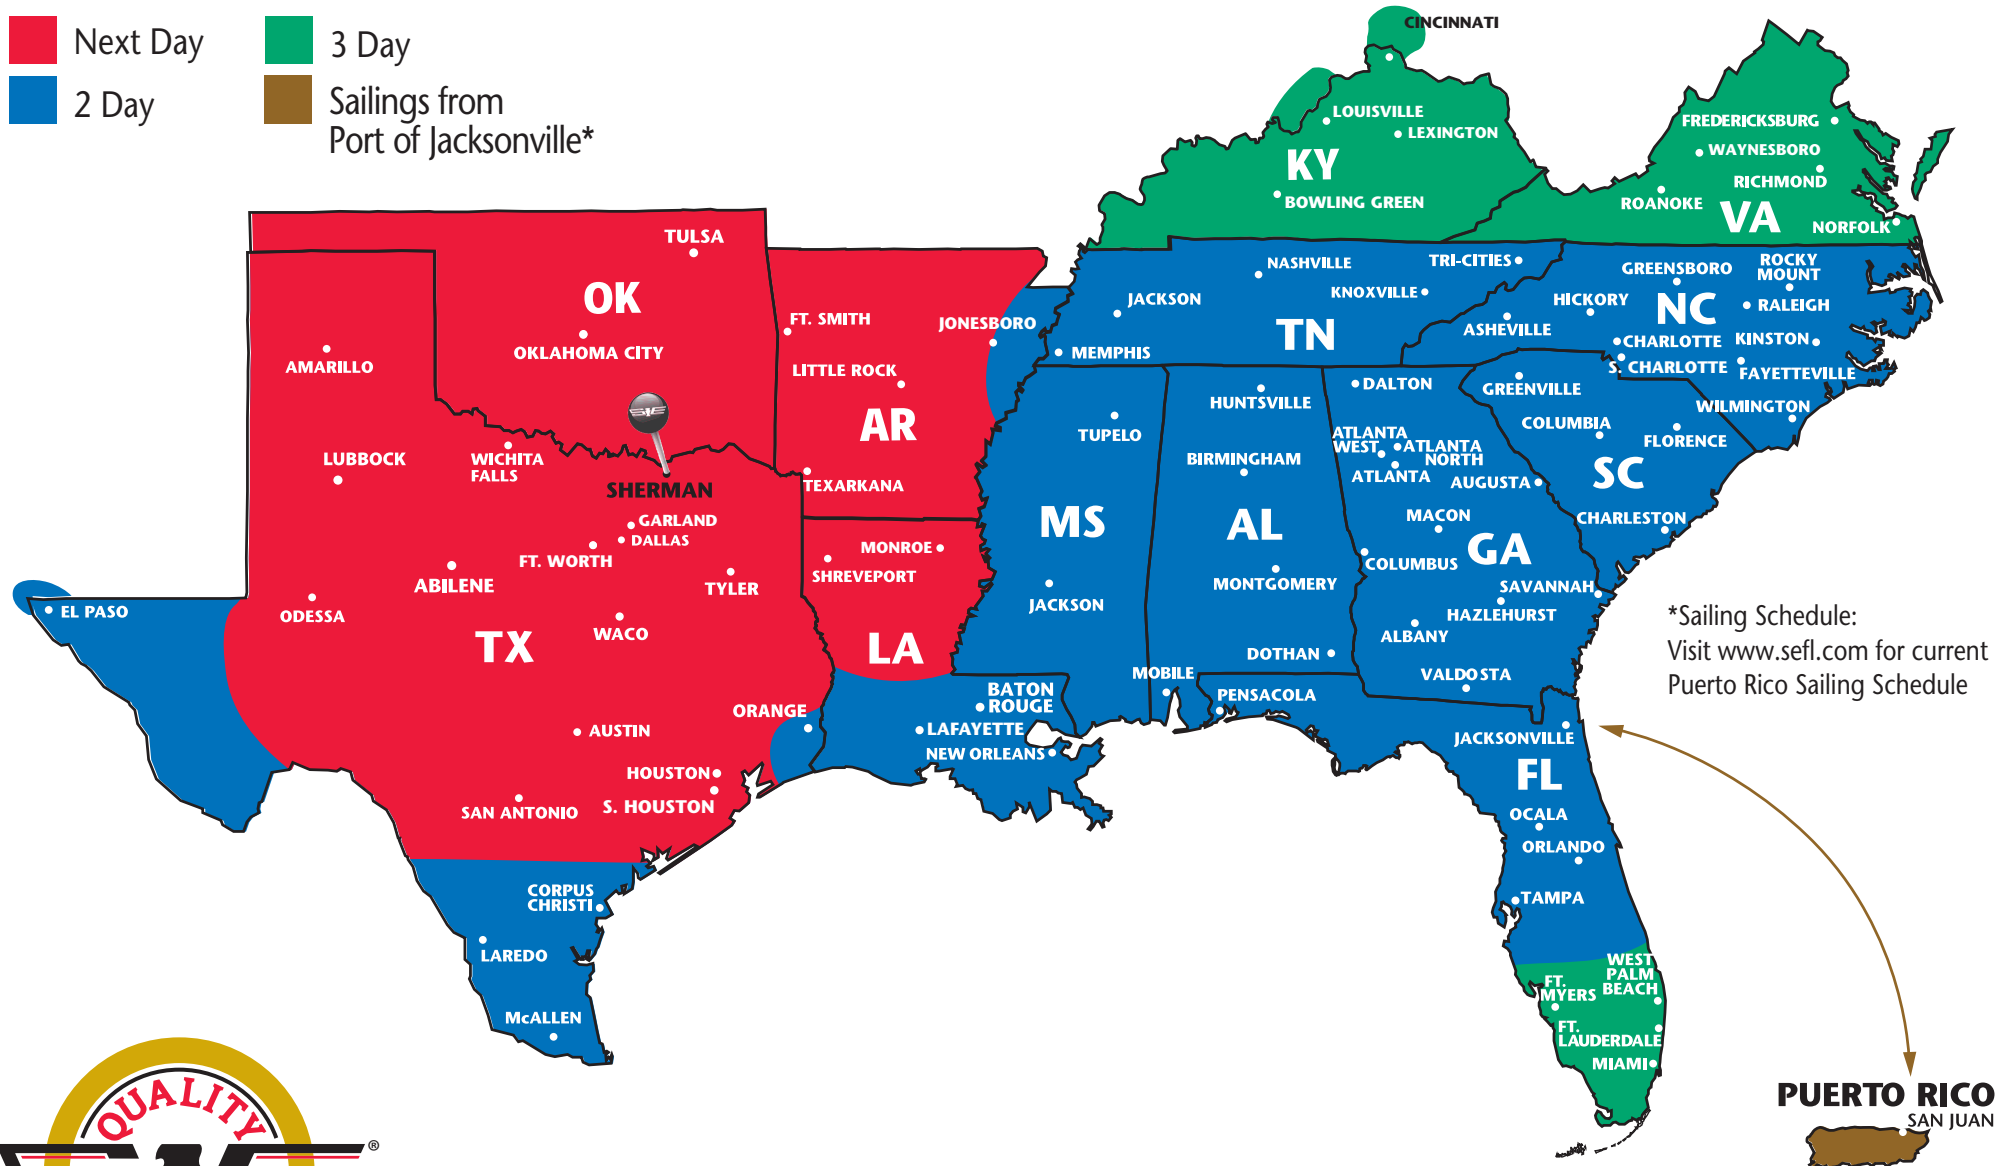 Next Day
3 Day
2 Day
Sailings from
Port of Jacksonville*
CINCINNATI
LOUISVILLE
LEXINGTON
KY
BOWLING GREEN
FREDERICKSBURG
WAYNESBORO
RICHMOND
ROANOKE
VA
NORFOLK
TULSA
OK
OKLAHOMA CITY
AMARILLO
LUBBOCK
WICHITA
FALLS
SHERMAN
GARLAND
DALLAS
FT. WORTH
ABILENE
TYLER
ODESSA
WACO
EL PASO
TX
AUSTIN
ORANGE
HOUSTON
S. HOUSTON
SAN ANTONIO
CORPUS
CHRISTI
LAREDO
McALLEN
FT. SMITH
JONESBORO
LITTLE ROCK
AR
TEXARKANA
MONROE
SHREVEPORT
LA
BATON
ROUGE
LAFAYETTE
NEW ORLEANS
NASHVILLE
TRI-CITIES
JACKSON
KNOXVILLE
TN
MEMPHIS
GREENSBORO
ROCKY
MOUNT
HICKORY
NC
RALEIGH
ASHEVILLE
CHARLOTTE
KINSTON
S. CHARLOTTE
FAYETTEVILLE
WILMINGTON
TUPELO
MS
JACKSON
HUNTSVILLE
BIRMINGHAM
AL
MONTGOMERY
DOTHAN
MOBILE
DALTON
ATLANTA
WEST
ATLANTA
NORTH
ATLANTA
AUGUSTA
MACON
GA
COLUMBUS
SAVANNAH
HAZLEHURST
ALBANY
VALDOSTA
GREENVILLE
COLUMBIA
FLORENCE
SC
CHARLESTON
PENSACOLA
JACKSONVILLE
FL
OCALA
ORLANDO
TAMPA
WEST
PALM
BEACH
FT.
MYERS
FT.
LAUDERDALE
MIAMI
*Sailing Schedule:
Visit www.sefl.com for current
Puerto Rico Sailing Schedule
PUERTO RICO
SAN JUAN
QUALITY
®